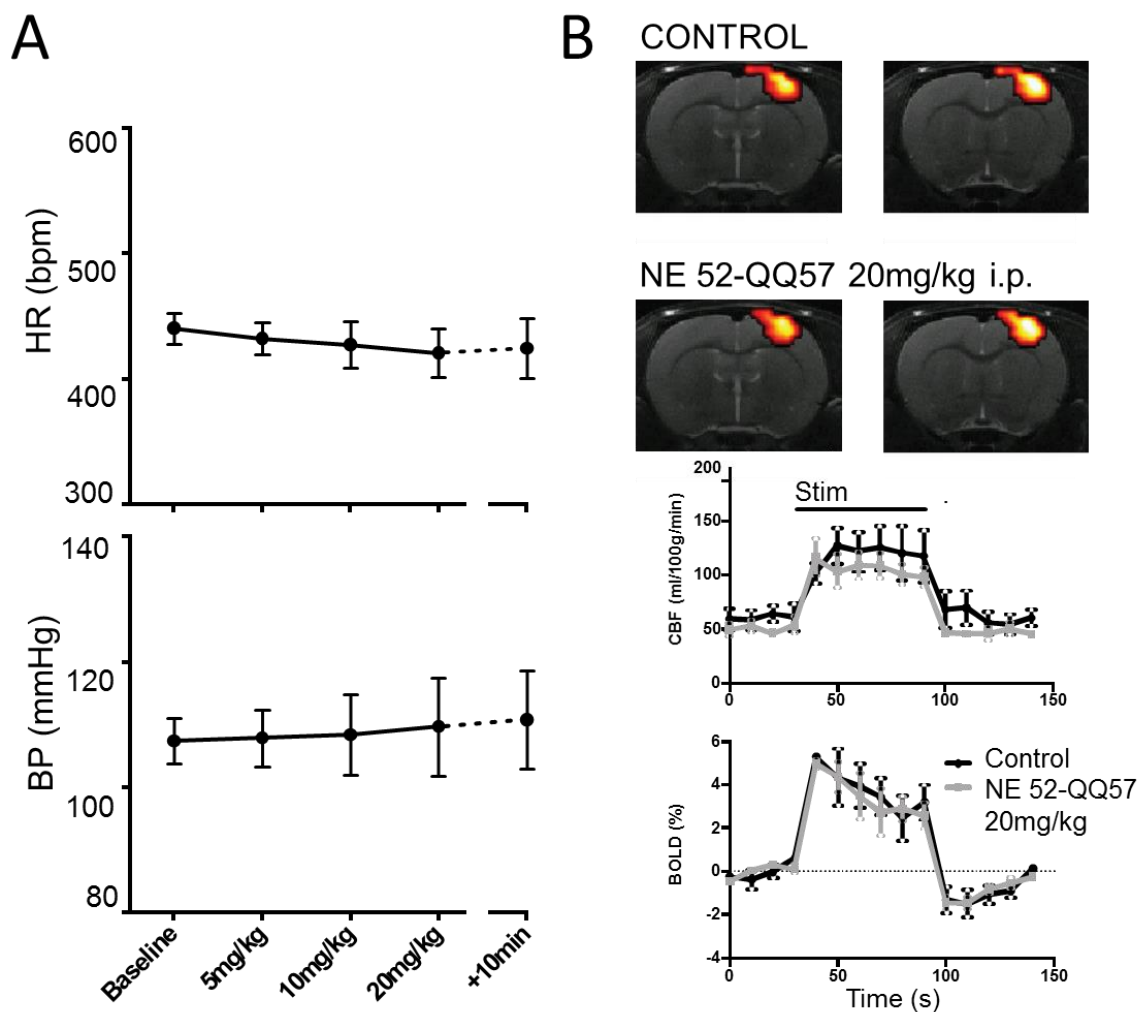 A
600
500
400
300
HR (bpm)
140
120
100
80
BP (mmHg)
Baseline
5mg/kg
10mg/kg
20mg/kg
+10min
B
CONTROL
NE 52-QQ57 20mg/kg i.p.
Stim
200
150
100
50
0
CBF (ml/100g/min)
0
50
100
150
6
4
2
0
-2
-4
BOLD (%)
Control
NE 52-QQ57
20mg/kg
0
50
100
150
Time (s)